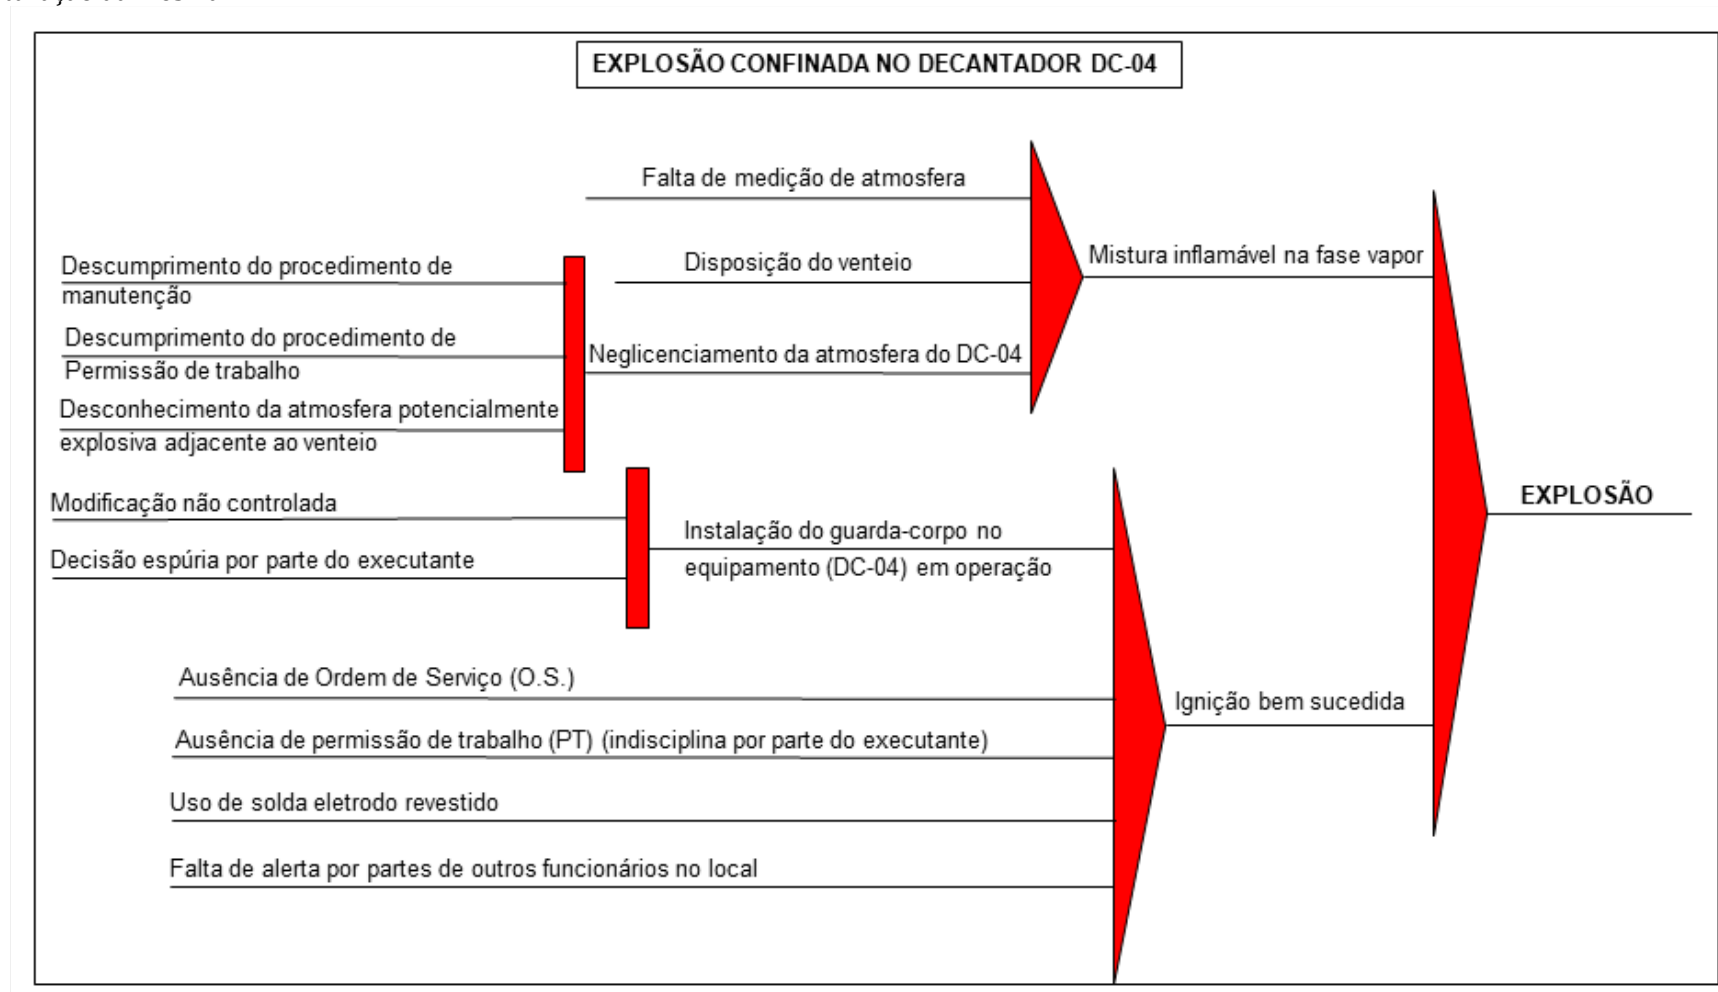 EXPLOSÃO CONFINADA NO DECANTADOR DC-04
Falta de medição de atmosfera
Disposição do venteio
Mistura inflamável na fase vapor
Descumprimento do procedimento de
manutenção
Descumprimento do procedimento de
Permissão de trabalho
Neglicenciamento da atmosfera do DC-04
Desconhecimento da atmosfera potencialmente
explosiva adjacente ao venteio
Modificação não controlada
Decisão espúria por parte do executante
Instalação do guarda-corpo no
equipamento (DC-04) em operação
EXPLOSÃO
Ausência de Ordem de Serviço (O.S.)
Ausência de permissão de trabalho (PT) (indisciplina por parte do executante)
Uso de solda eletrodo revestido
Falta de alerta por partes de outros funcionários no local
Ignição bem sucedida